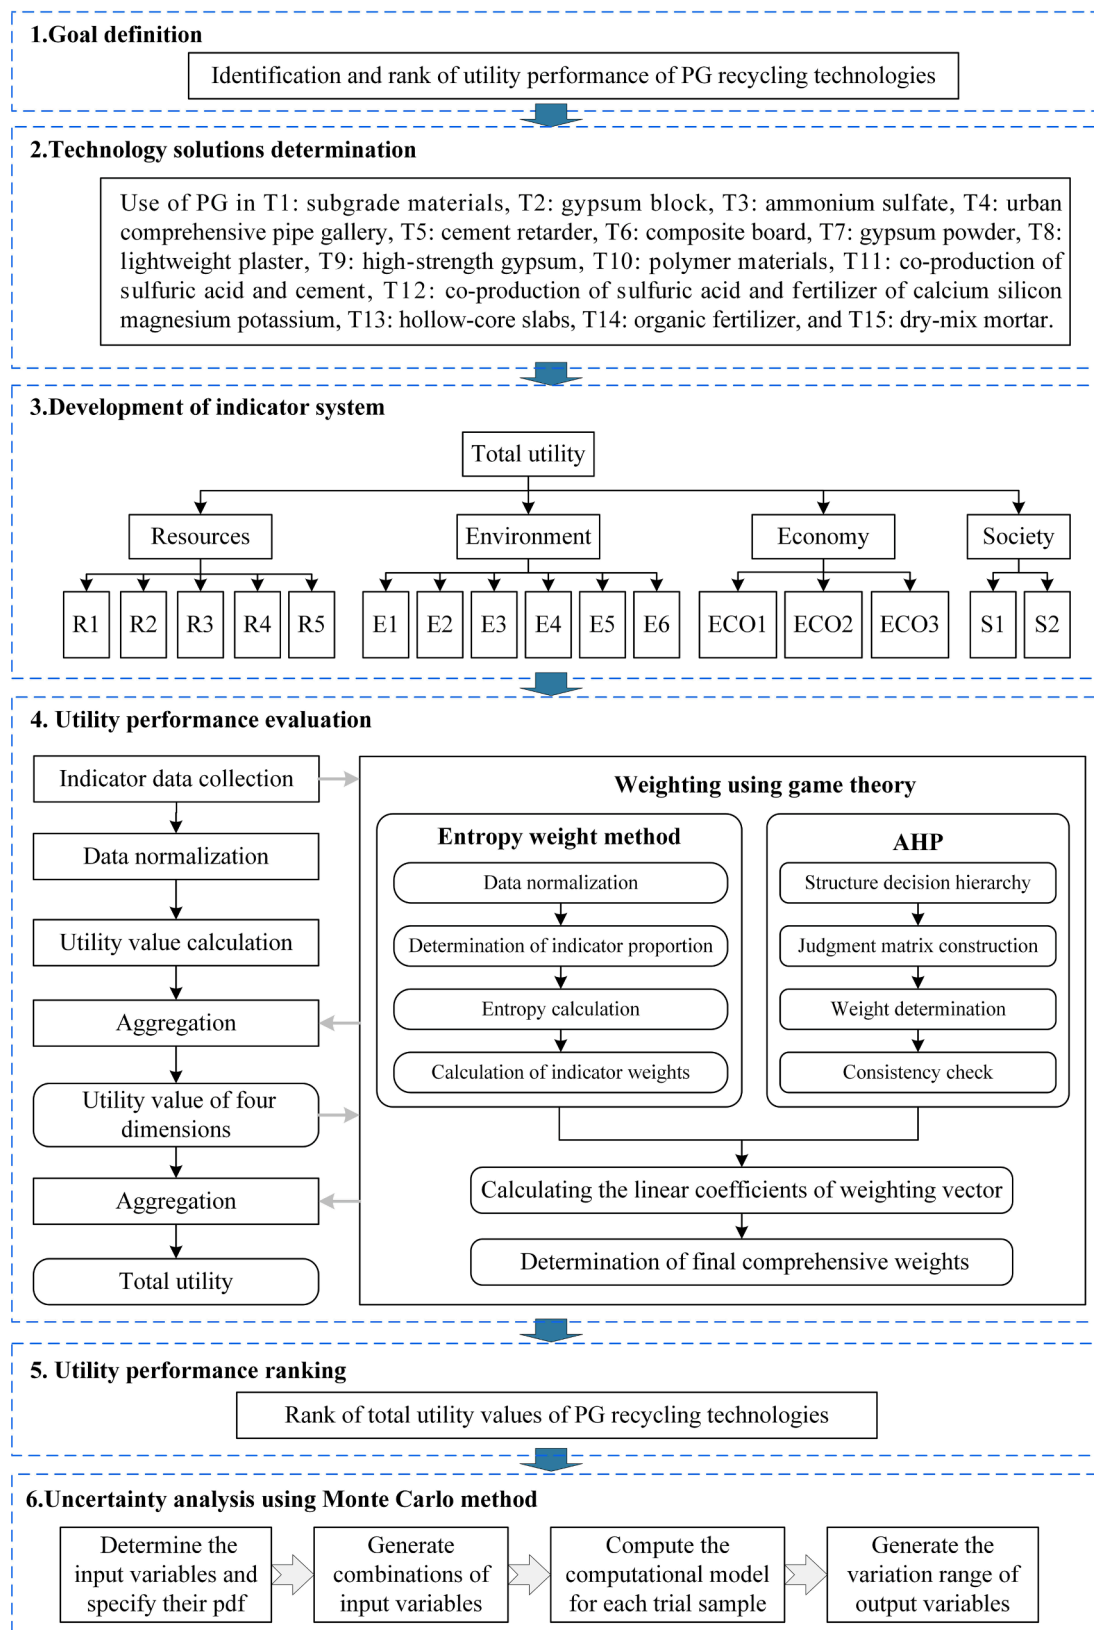 1.Goal definition
Identification and rank of utility performance of PG recycling technologies
2.Technology solutions determination
Use of PG in T1: subgrade materials, T2: gypsum block, T3: ammonium sulfate, T4: urban
comprehensive pipe gallery, T5: cement retarder, T6: composite board, T7: gypsum powder, T8:
lightweight plaster, T9: high-strength gypsum, T10: polymer materials, T11: co-production of
sulfuric acid and cement, T12: co-production of sulfuric acid and fertilizer of calcium silicon
magnesium potassium, T13: hollow-core slabs, T14: organic fertilizer, and T15: dry-mix mortar.
3.Development of indicator system
Total utility
Resources
Environment
Economy
Society
R1
R2
R3
R4
R5
E1
E2
E3
E4
E5
E6
ECO1
ECO2
ECO3
S1
S2
4. Utility performance evaluation
Indicator data collection
Data normalization
Utility value calculation
Aggregation
Utility value of four
dimensions
Aggregation
Total utility
Weighting using game theory
Entropy weight method
Data normalization
Determination of indicator proportion
Entropy calculation
Calculation of indicator weights
AHP
Structure decision hierarchy
Judgment matrix construction
Weight determination
Consistency check
Calculating the linear coefficients of weighting vector
Determination of final comprehensive weights
5. Utility performance ranking
Rank of total utility values of PG recycling technologies
6.Uncertainty analysis using Monte Carlo method
Determine the
input variables and
specify their pdf
Generate
combinations of
input variables
Compute the
computational model
for each trial sample
Generate the
variation range of
output variables